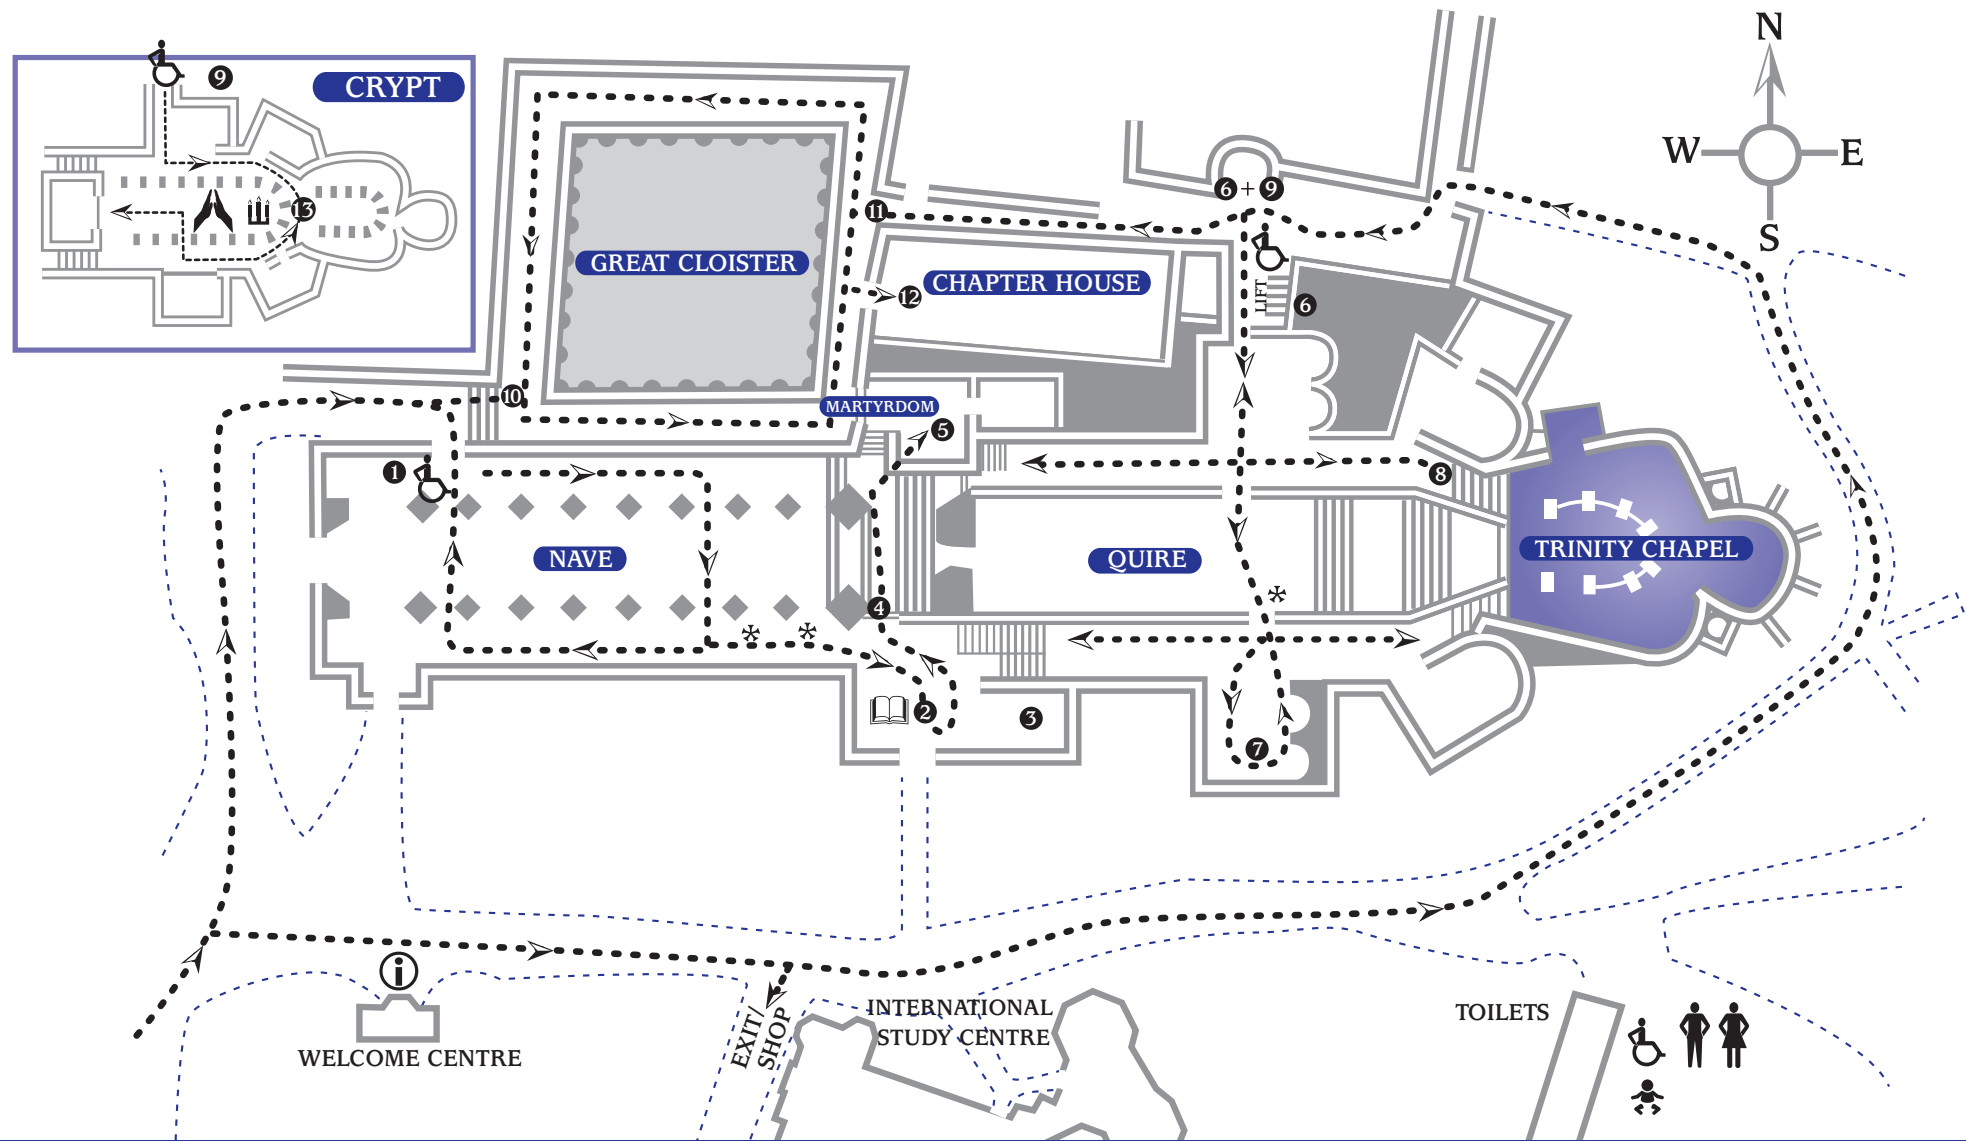 N
W E
S
9
CRYPT
13
6 + 9
11
GREAT CLOISTER
CHAPTER HOUSE
12
LIFT
6
10
MARTYRDOM
5
1
8
NAVE
QUIRE
TRINITY CHAPEL
4
2
3
7
i
WELCOME CENTRE
EXIT/
SHOP
INTERNATIONAL
STUDY CENTRE
TOILETS